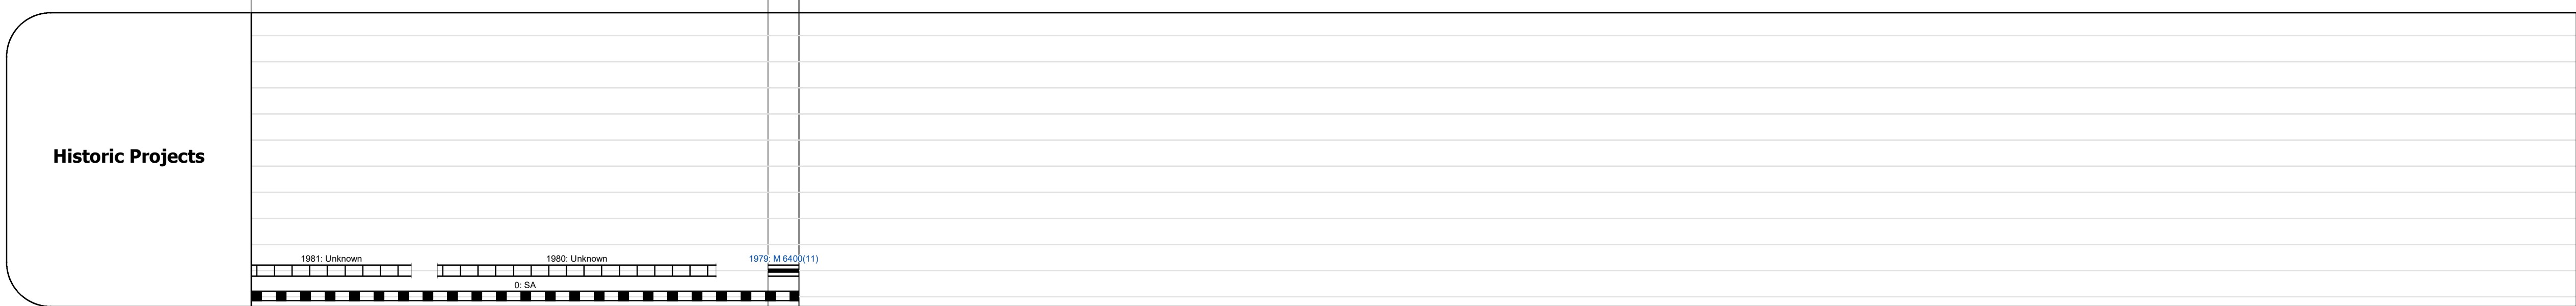 Historic Projects
1981: Unknown
1980: Unknown
1979: M 6400(11)
0: SA